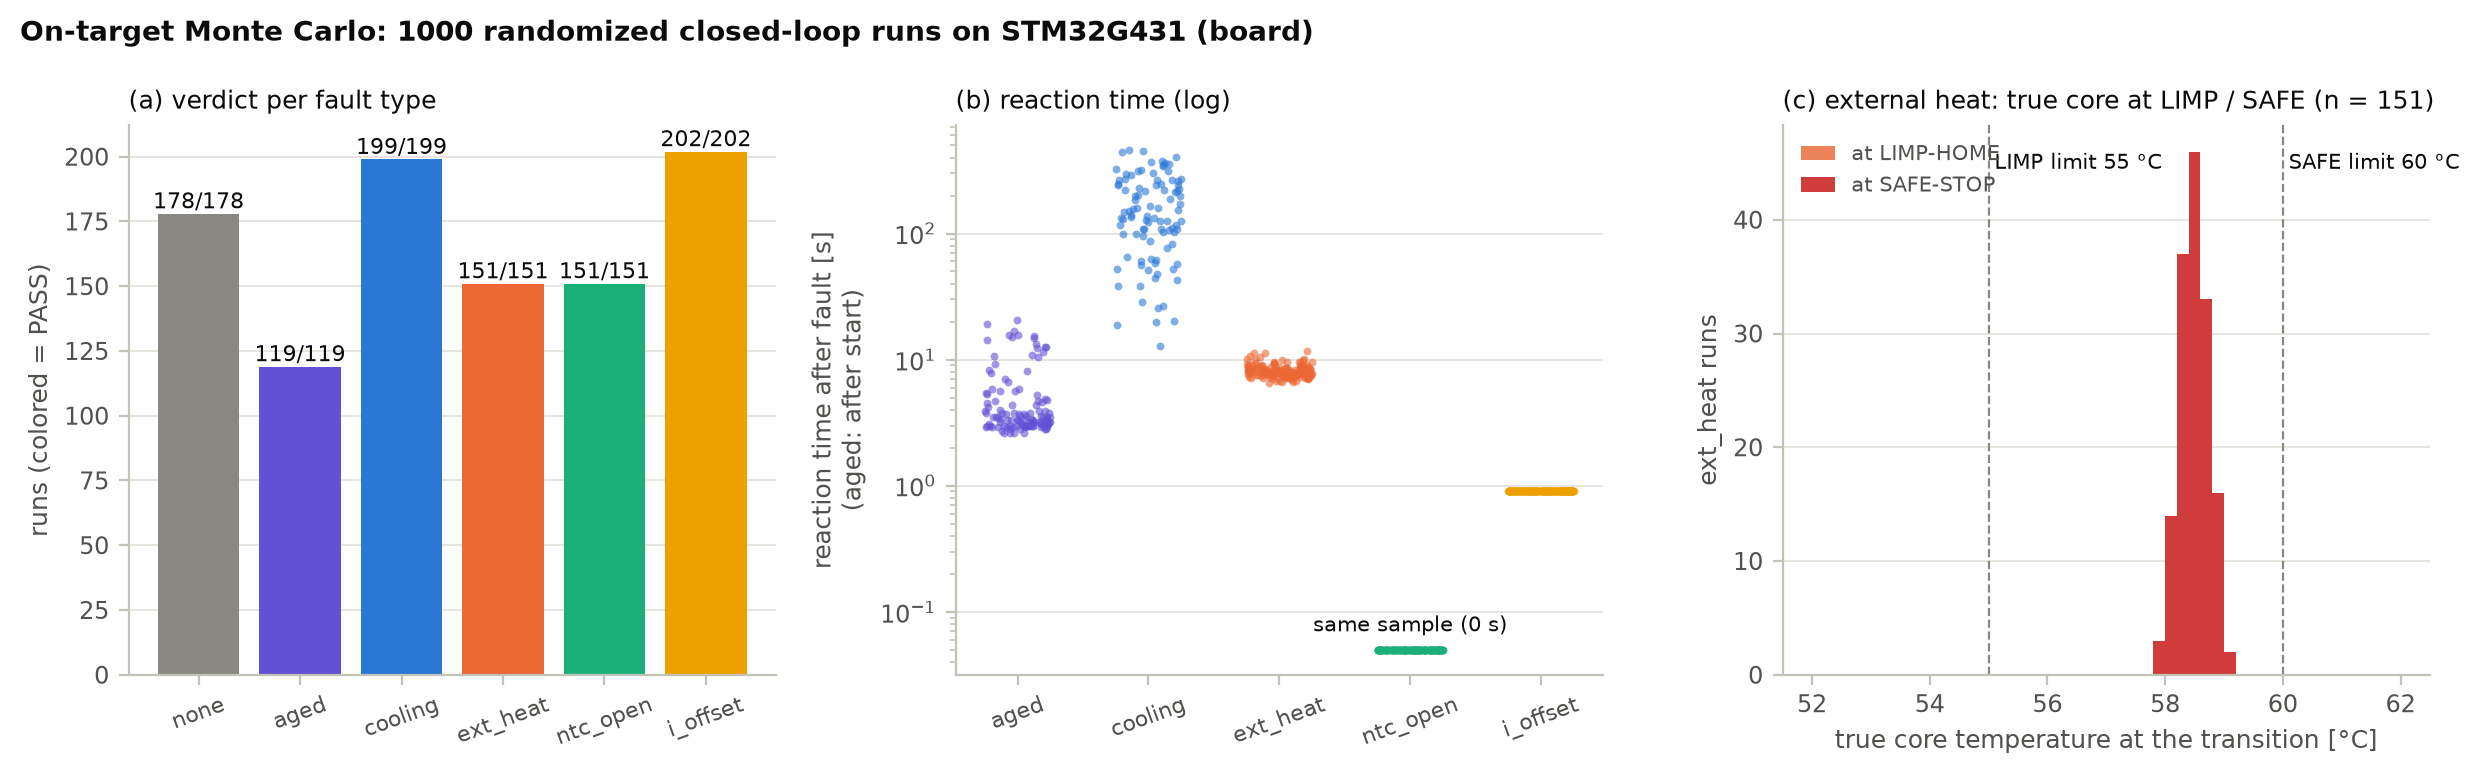 On-target Monte Carlo: 1000 randomized closed-loop runs on STM32G431 (board)
(a) verdict per fault type
runs (colored = PASS)
200
175
150
125
100
75
50
25
0
178/178
119/119
199/199
151/151
151/151
202/202
none
aged
cooling
ext_heat
ntc_open
i_offset
(b) reaction time (log)
reaction time after fault [s]
(aged: after start)
10²
10¹
10⁰
10⁻¹
same sample (0 s)
aged
cooling
ext_heat
ntc_open
i_offset
(c) external heat: true core at LIMP / SAFE (n = 151)
at LIMP-HOME
at SAFE-STOP
LIMP limit 55 °C
SAFE limit 60 °C
ext_heat runs
40
30
20
10
0
52
54
56
58
60
62
true core temperature at the transition [°C]